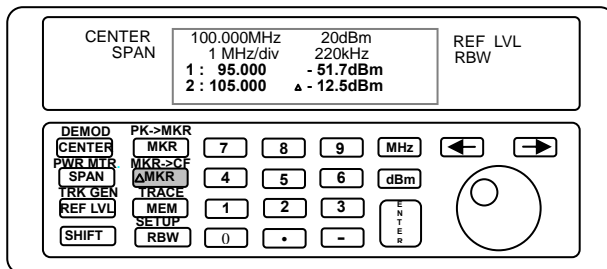 CENTER 100.000MHz 20dBm REF LVL
SPAN 1 MHz/div 220kHz RBW
1 : 95.000 - 51.7dBm
2 : 105.000 ▵ - 12.5dBm
DEMOD PK->MKR
CENTER MKR 7 8 9 MHz
PWR MTR MKR->CF
SPAN ΔMKR 4 5 6 dBm
TRK GEN TRACE
REF LVL MEM 1 2 3 ENTER
SETUP
SHIFT RBW 0 • -